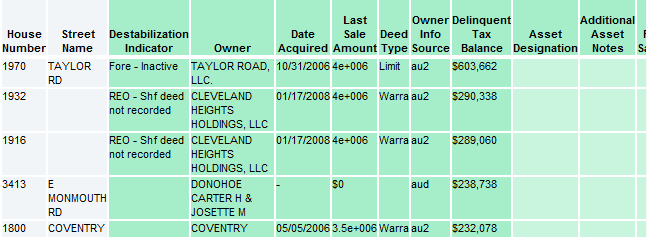 House Number Street Name Destabilization Indicator Owner Date Acquired Last Sale Amount Deed Type Owner Info Source Delinquent Tax Balance Asset Designation Additional Asset Notes
1970 TAYLOR RD Fore - Inactive TAYLOR ROAD, LLC. 10/31/2006 4e+006 Limit au2 $603,662
1932 REO - Shf deed not recorded CLEVELAND HEIGHTS HOLDINGS, LLC 01/17/2008 4e+006 Warra au2 $290,338
1916 REO - Shf deed not recorded CLEVELAND HEIGHTS HOLDINGS, LLC 01/17/2008 4e+006 Warra au2 $289,060
3413 E MONMOUTH RD DONOHOE CARTER H & JOSETTE M - $0 aud $238,738
1800 COVENTRY COVENTRY 05/05/2006 3.5e+006 Warra au2 $232,078